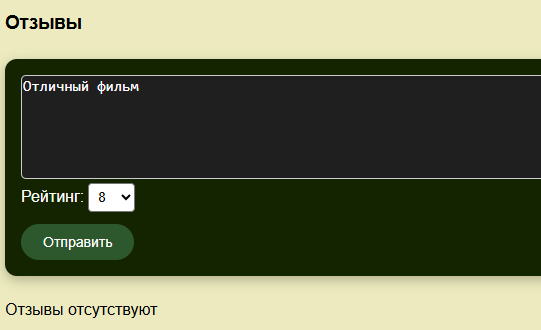 Отзывы
Отличный фильм
Рейтинг: 8
Отправить
Отзывы отсутствуют